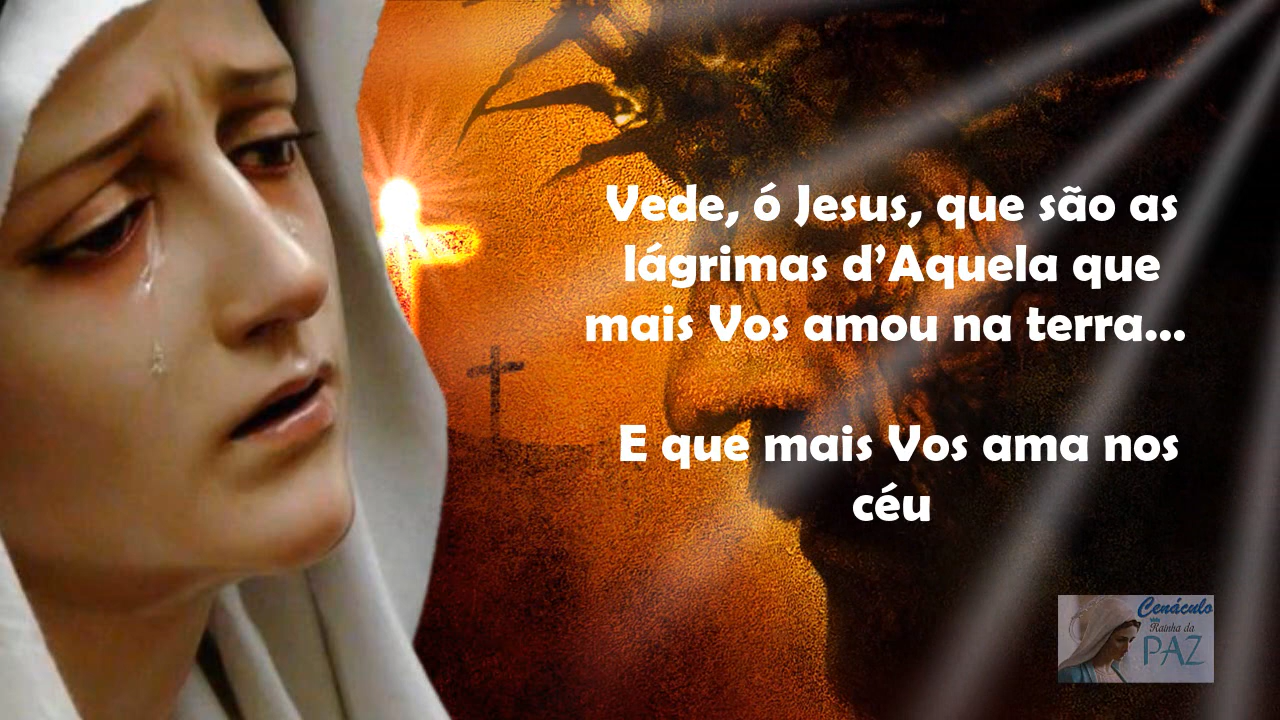 Vede, ó Jesus, que são as
lágrimas d’Aquela que
mais Vos amou na terra...
E que mais Vos ama nos
céu
Cenáculo
Rainha da
PAZ